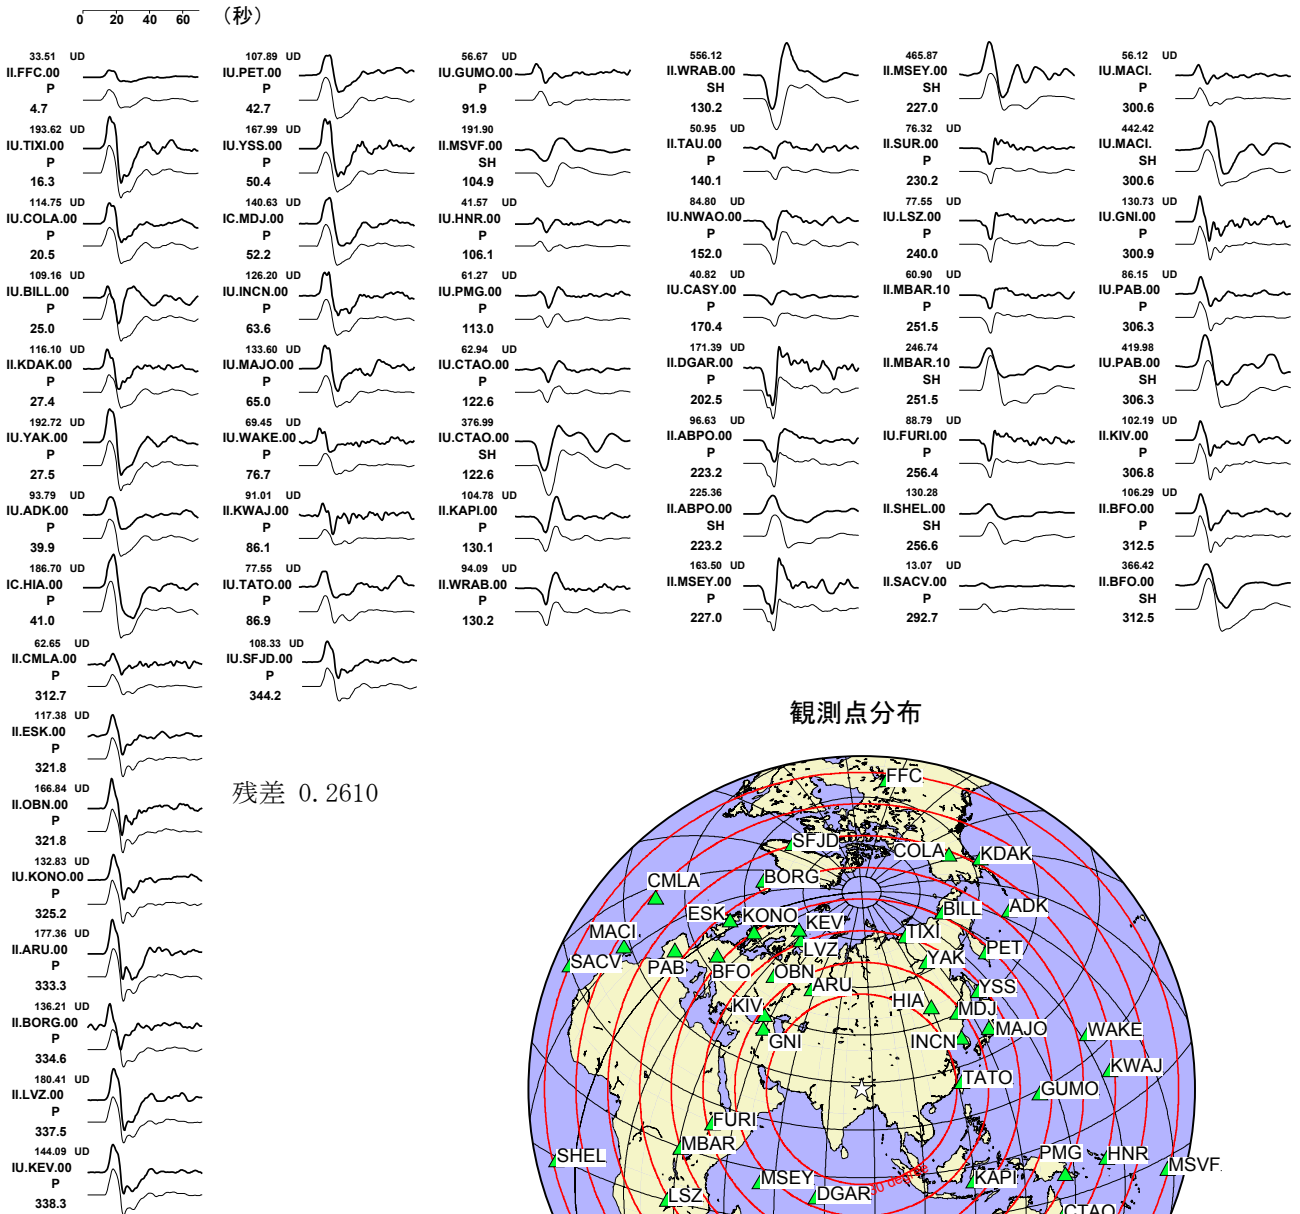 0 20 40 60 (秒)
33.51 UD
II.FFC.00
P
4.7
193.62 UD
IU.TIXI.00
P
16.3
114.75 UD
IU.COLA.00
P
20.5
109.16 UD
IU.BILL.00
P
25.0
116.10 UD
II.KDAK.00
P
27.4
192.72 UD
IU.YAK.00
P
27.5
93.79 UD
IU.ADK.00
P
39.9
186.70 UD
IC.HIA.00
P
41.0
62.65 UD
II.CMLA.00
P
312.7
117.38 UD
II.ESK.00
P
321.8
166.84 UD
II.OBN.00
P
321.8
132.83 UD
IU.KONO.00
P
325.2
177.36 UD
II.ARU.00
P
333.3
136.21 UD
II.BORG.00
P
334.6
180.41 UD
II.LVZ.00
P
337.5
144.09 UD
IU.KEV.00
P
338.3
107.89 UD
IU.PET.00
P
42.7
167.99 UD
IU.YSS.00
P
50.4
140.63 UD
IC.MDJ.00
P
52.2
126.20 UD
IU.INCN.00
P
63.6
133.60 UD
IU.MAJO.00
P
65.0
69.45 UD
IU.WAKE.00
P
76.7
91.01 UD
II.KWAJ.00
P
86.1
77.55 UD
IU.TATO.00
P
86.9
108.33 UD
IU.SFJD.00
P
344.2
56.67 UD
IU.GUMO.00
P
91.9
191.90
II.MSVF.00
SH
104.9
41.57 UD
IU.HNR.00
P
106.1
61.27 UD
IU.PMG.00
P
113.0
62.94 UD
IU.CTAO.00
P
122.6
376.99
IU.CTAO.00
SH
122.6
104.78 UD
II.KAPI.00
P
130.1
94.09 UD
II.WRAB.00
P
130.2
556.12
II.WRAB.00
SH
130.2
50.95 UD
II.TAU.00
P
140.1
84.80 UD
IU.NWAO.00
P
152.0
40.82 UD
IU.CASY.00
P
170.4
171.39 UD
II.DGAR.00
P
202.5
96.63 UD
II.ABPO.00
P
223.2
225.36
II.ABPO.00
SH
223.2
163.50 UD
II.MSEY.00
P
227.0
465.87
II.MSEY.00
SH
227.0
76.32 UD
II.SUR.00
P
230.2
77.55 UD
IU.LSZ.00
P
240.0
60.90 UD
II.MBAR.10
P
251.5
246.74
II.MBAR.10
SH
251.5
88.79 UD
IU.FURI.00
P
256.4
130.28
II.SHEL.00
SH
256.6
13.07 UD
II.SACV.00
P
292.7
56.12 UD
IU.MACI.
P
300.6
442.42
IU.MACI.
SH
300.6
130.73 UD
IU.GNI.00
P
300.9
86.15 UD
IU.PAB.00
P
306.3
419.98
IU.PAB.00
SH
306.3
102.19 UD
II.KIV.00
P
306.8
106.29 UD
II.BFO.00
P
312.5
366.42
II.BFO.00
SH
312.5
残差 0.2610
観測点分布
FFC
SFJD
COLA
KDAK
BORG
CMLA
ESK
KONO
KEV
BILL
ADK
MACI
LVZ
TIXI
PET
SACV
PAB
BFO
OBN
YAK
ARU
YSS
KIV
HIA
MDJ
MAJO
WAKE
GNI
INCN
KWAJ
TATO
GUMO
FURI
MBAR
SHEL
PMG
HNR
MSVF
30 degree
MSEY
KAPI
DGAR
LSZ
CTAO